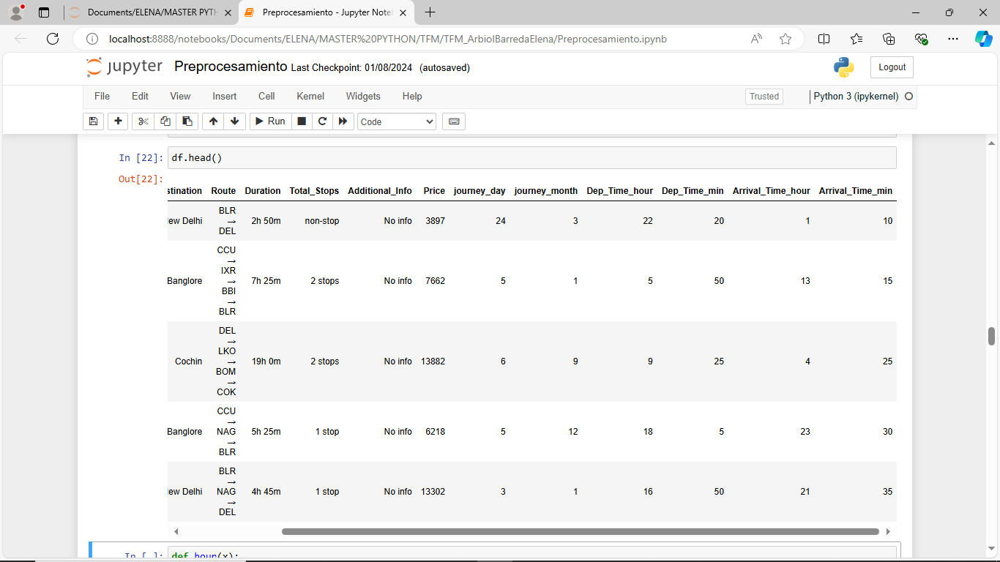 Documents/ELENA/MASTER PYTH
Preprocesamiento - Jupyter Note
localhost:8888/notebooks/Documents/ELENA/MASTER%20PYTHON/TFM/TFM_ArbiolBarredaElena/Preprocesamiento.ipynb
jupyter Preprocesamiento Last Checkpoint: 01/08/2024 (autosaved)
Logout
File Edit View Insert Cell Kernel Widgets Help
Trusted
Python 3 (ipykernel)
Run
Code
In [22]: df.head()
Out[22]:
stination Route Duration Total_Stops Additional_Info Price journey_day journey_month Dep_Time_hour Dep_Time_min Arrival_Time_hour Arrival_Time_min
BLR
→
ew Delhi 2h 50m non-stop No info 3897 24 3 22 20 1 10
DEL
CCU
→
IXR
→
Banglore 7h 25m 2 stops No info 7662 5 1 5 50 13 15
BBI
→
BLR
DEL
→
LKO
→
Cochin 19h 0m 2 stops No info 13882 6 9 9 25 4 25
BOM
→
COK
CCU
→
Banglore NAG 5h 25m 1 stop No info 6218 5 12 18 5 23 30
→
BLR
BLR
→
ew Delhi NAG 4h 45m 1 stop No info 13302 3 1 16 50 21 35
→
DEL
In [ ]: def hour(x):